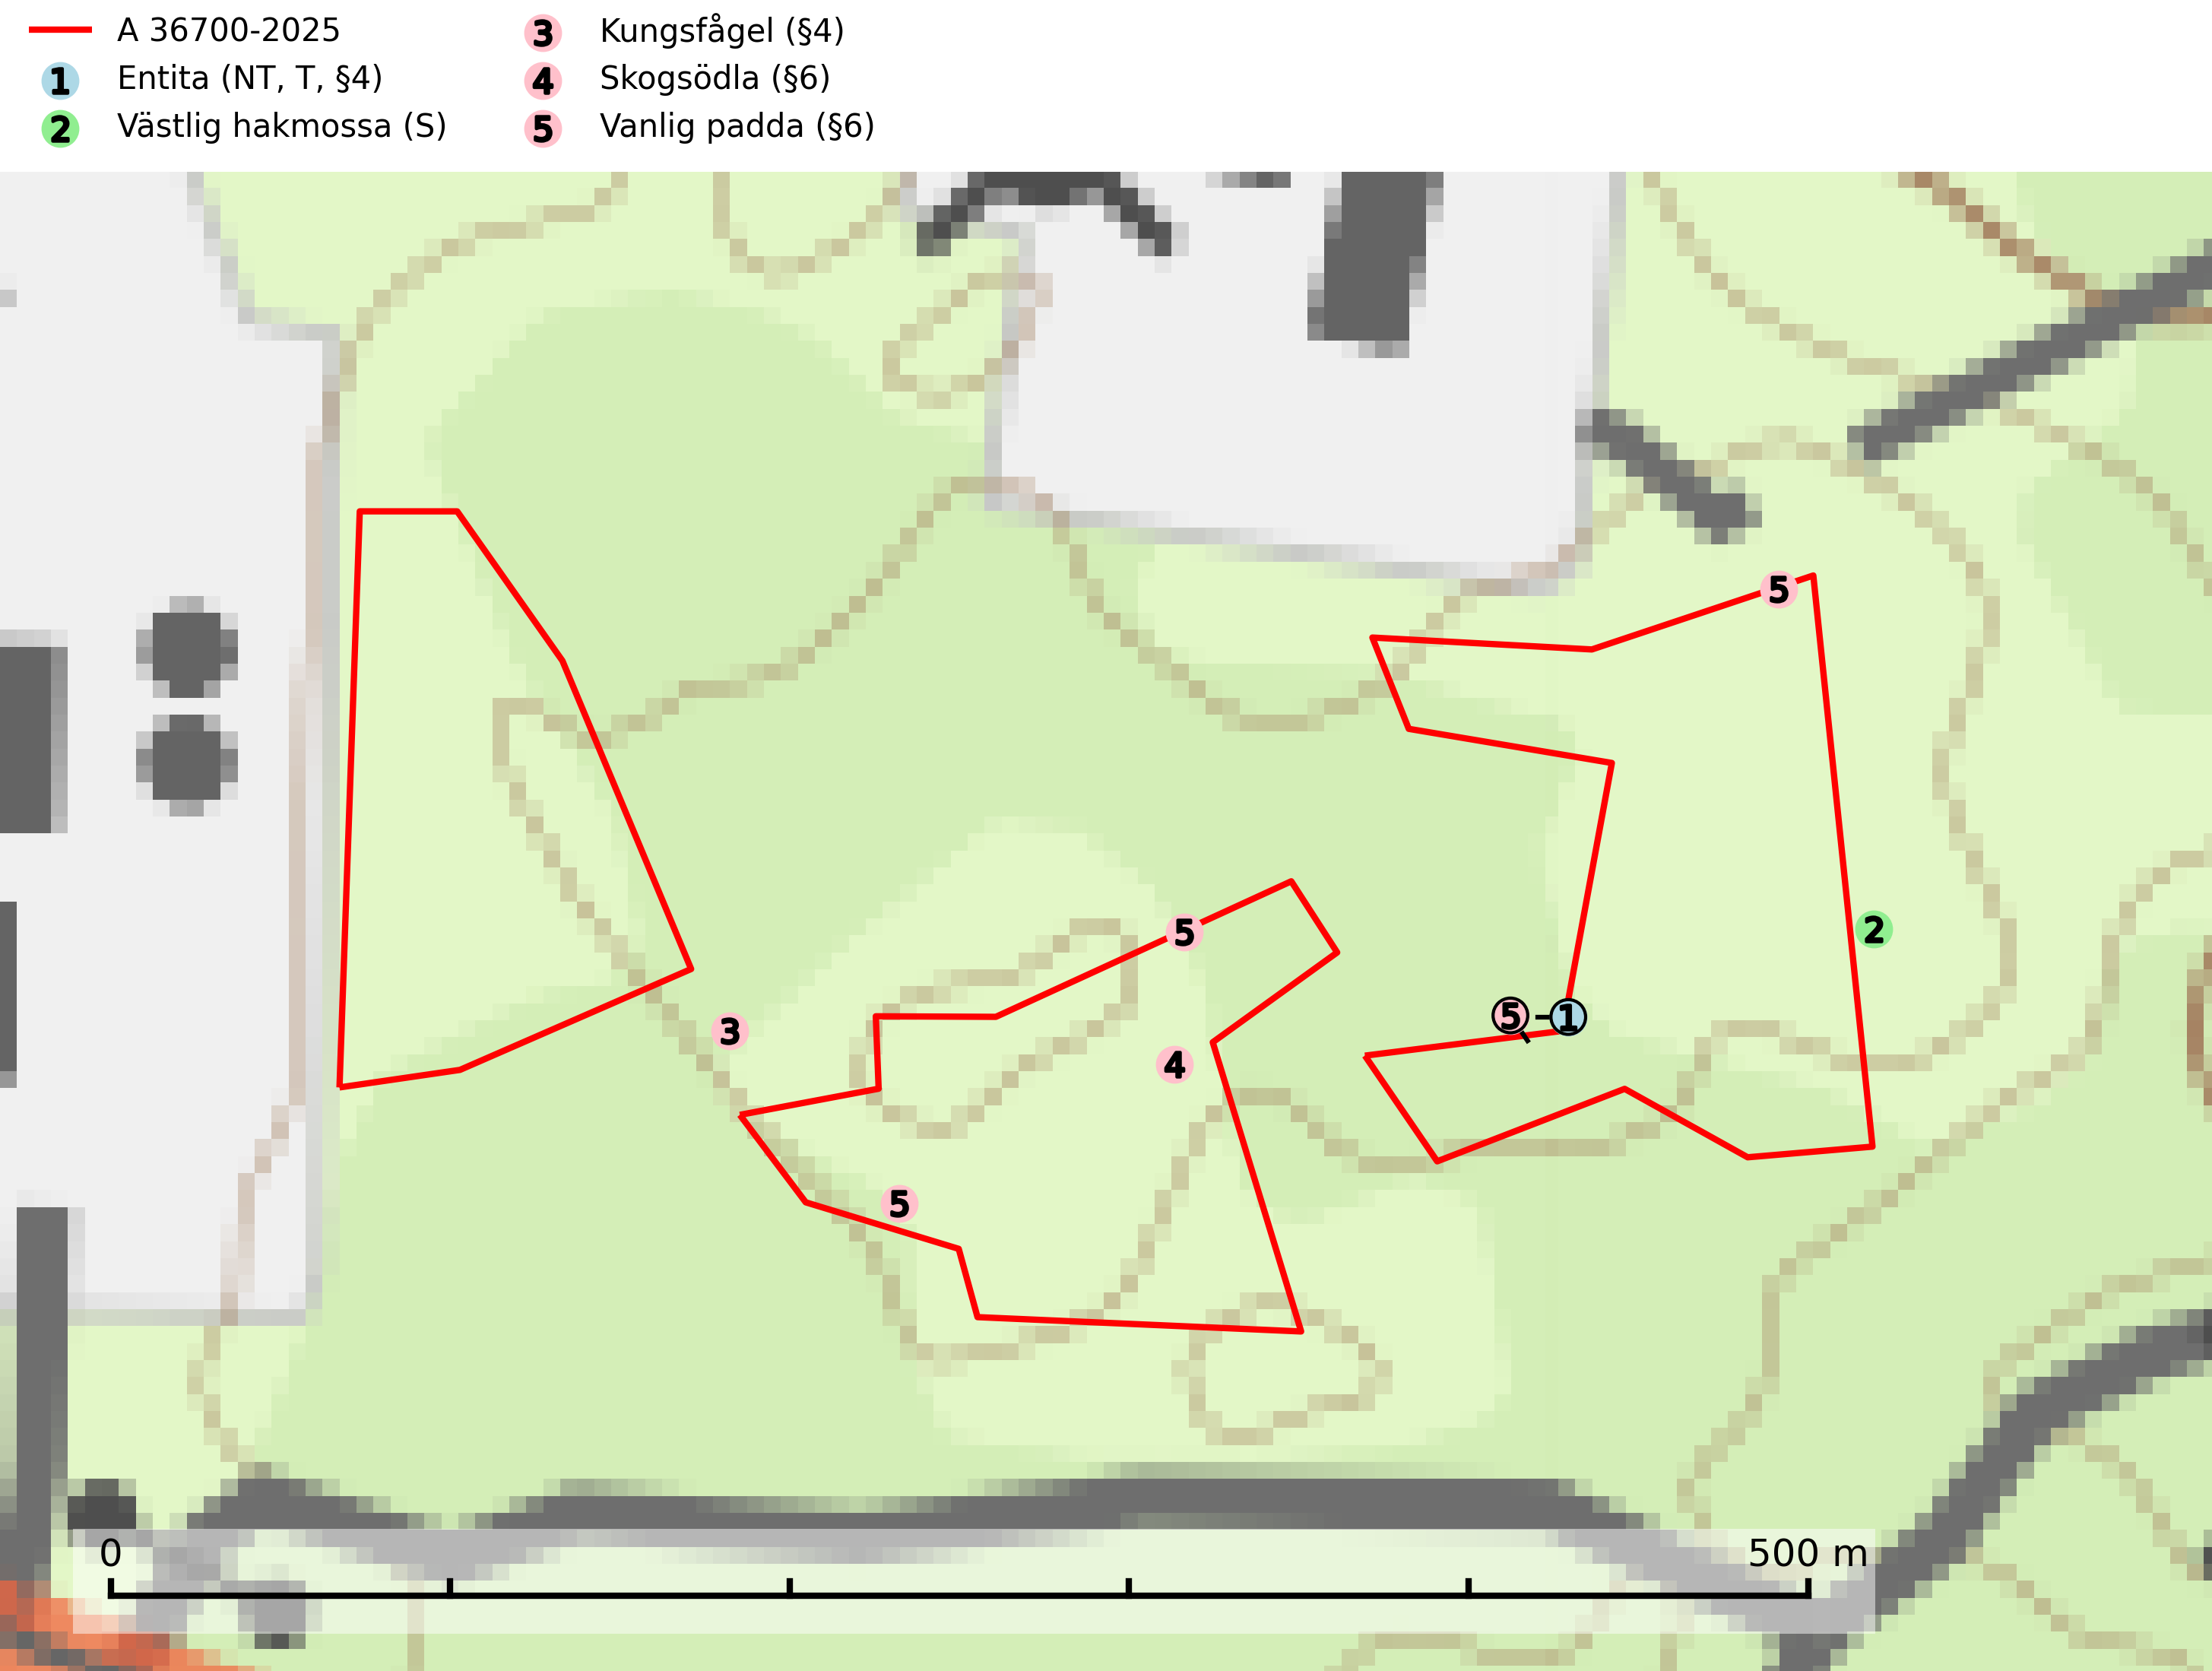 A 36700-2025
1 Entita (NT, T, §4)
2 Västlig hakmossa (S)
3 Kungsfågel (§4)
4 Skogsödla (§6)
5 Vanlig padda (§6)
5
5
2
5 1
3
4
5
0 500 m